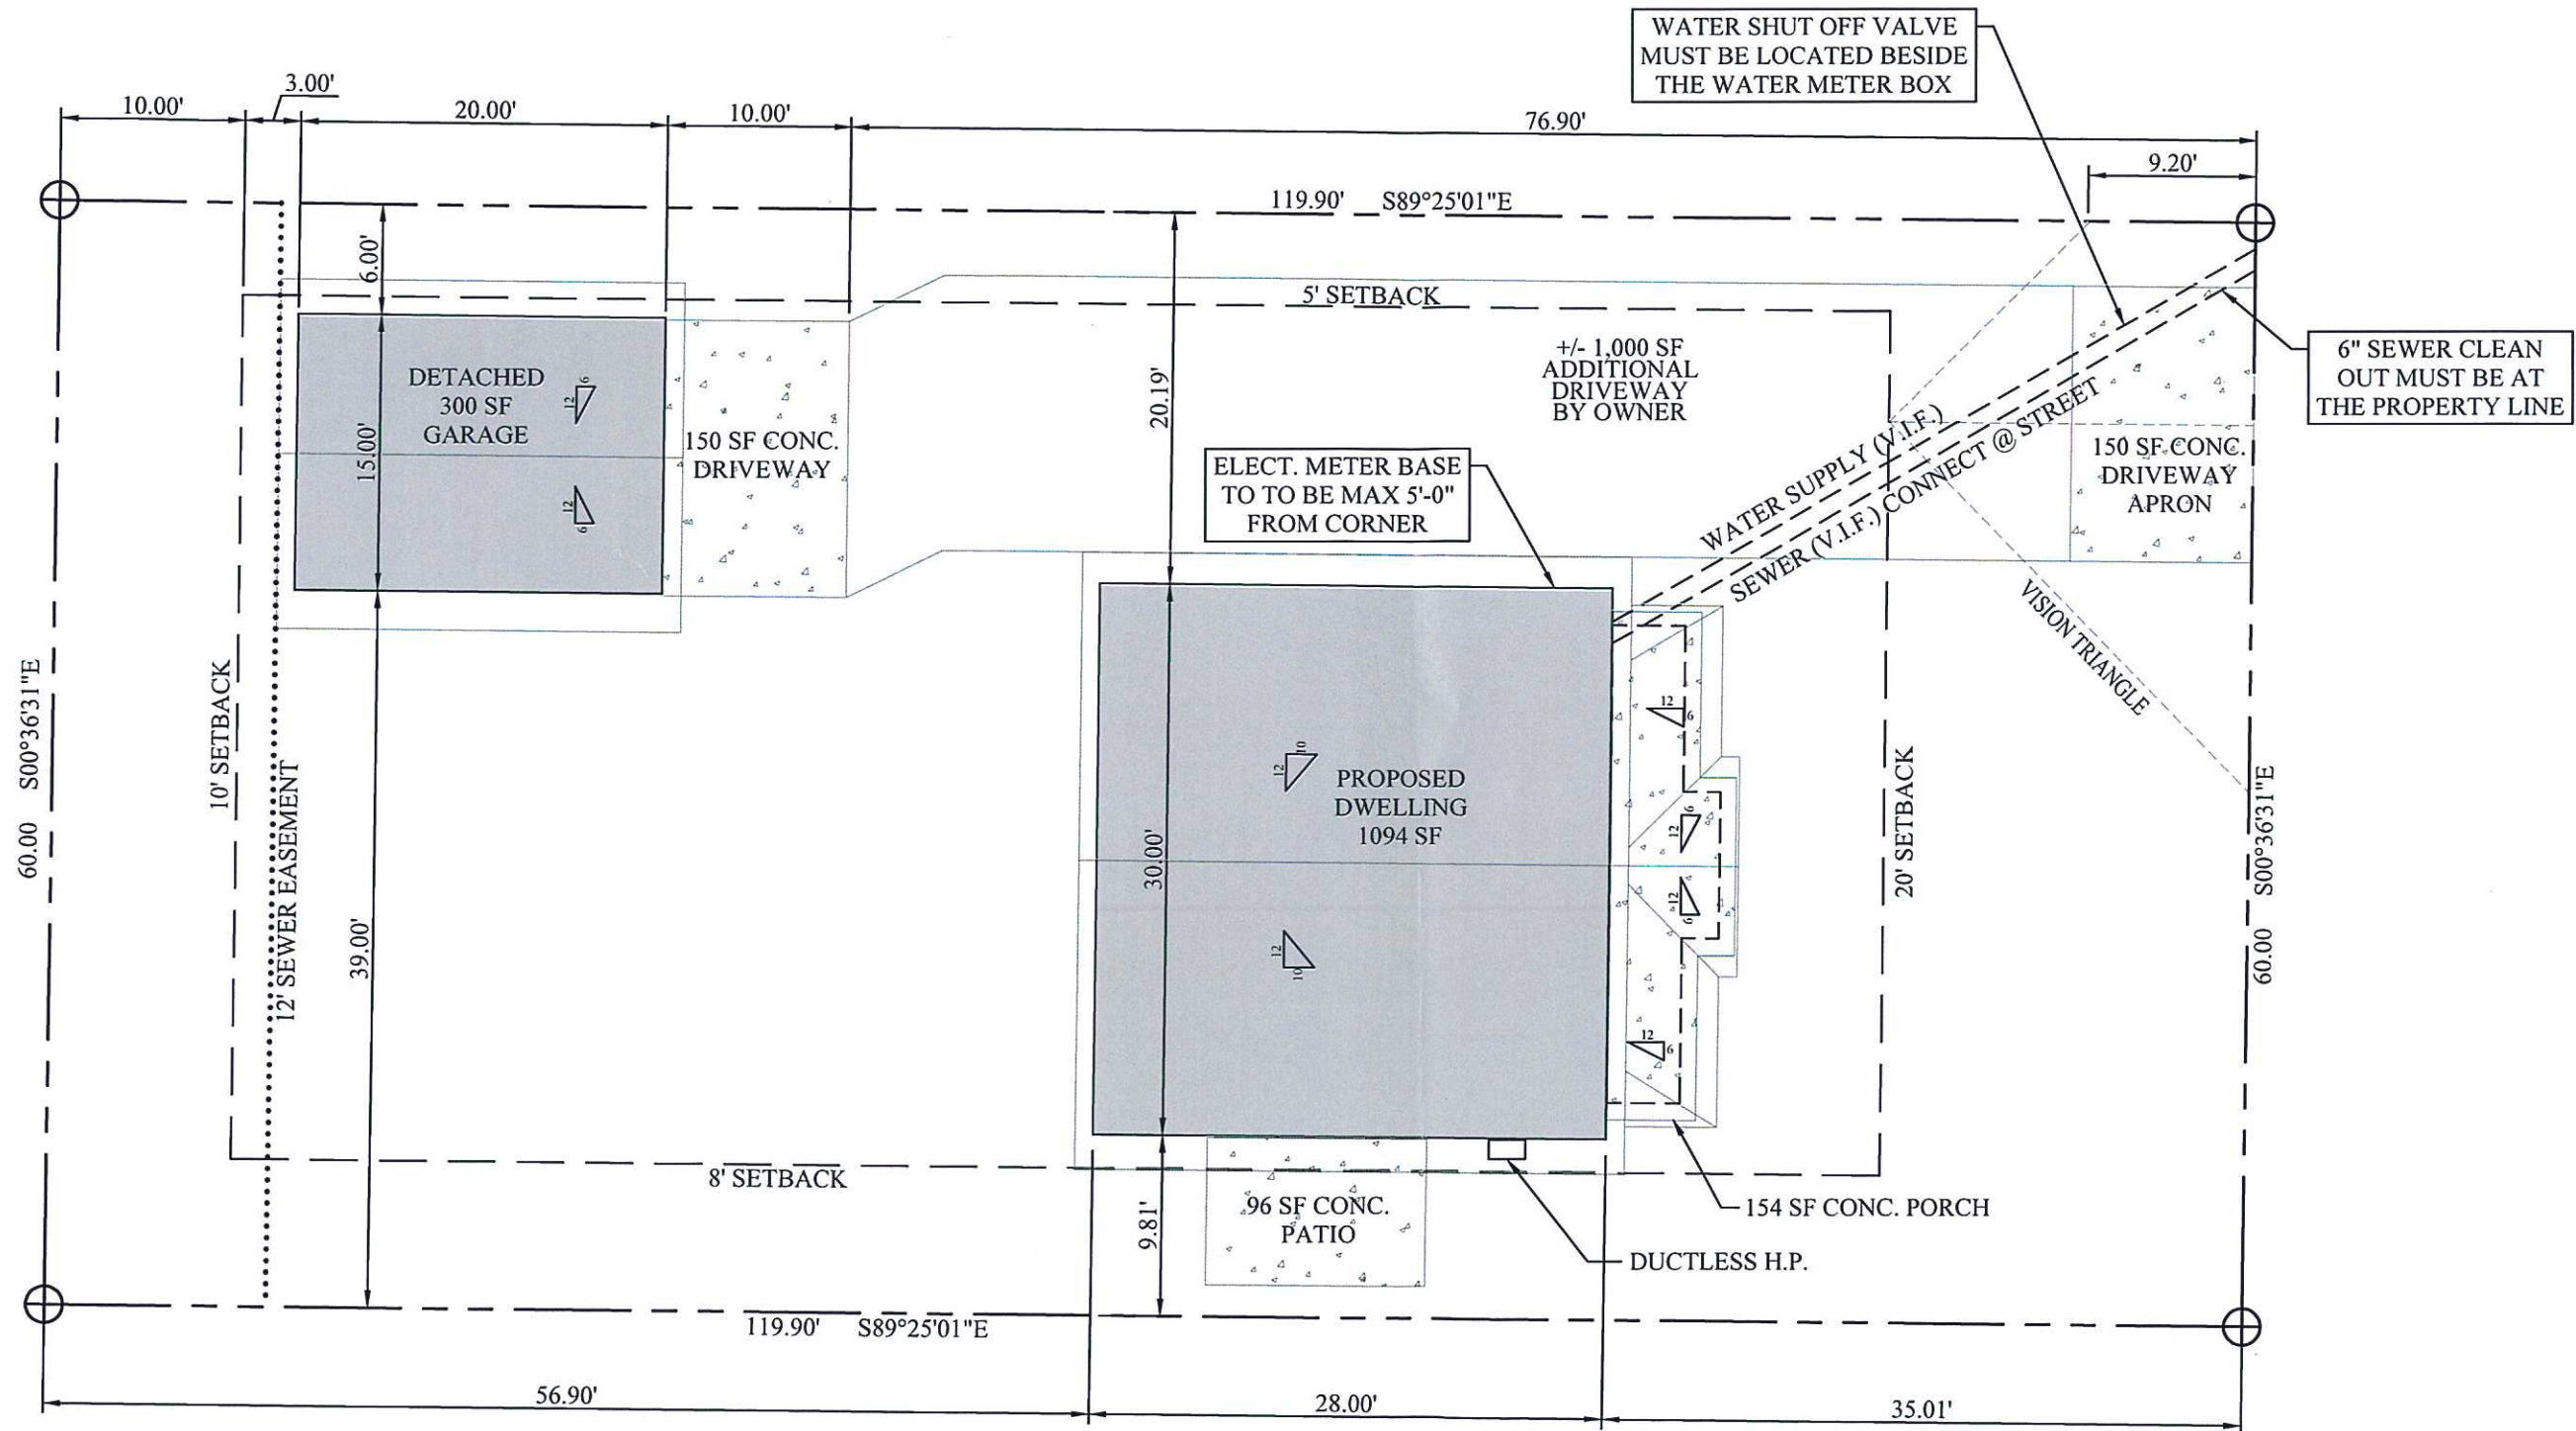 WATER SHUT OFF VALVE
MUST BE LOCATED BESIDE
THE WATER METER BOX
3.00'
10.00'
20.00'
10.00'
76.90'
9.20'
119.90' S89°25'01"E
6.00'
5' SETBACK
+/- 1,000 SF
ADDITIONAL
DRIVEWAY
BY OWNER
6" SEWER CLEAN
OUT MUST BE AT
THE PROPERTY LINE
DETACHED
300 SF
GARAGE
12
6
12
6
15.00'
150 SF CONC.
DRIVEWAY
20.19'
ELECT. METER BASE
TO TO BE MAX 5'-0"
FROM CORNER
WATER SUPPLY (V.I.F.)
SEWER (V.I.F.) CONNECT @ STREET
150 SF CONC.
DRIVEWAY
APRON
VISION TRIANGLE
60.00 S00°36'31"E
10' SETBACK
12' SEWER EASEMENT
39.00'
30.00'
12
10
12
10
PROPOSED
DWELLING
1094 SF
12
6
12
6
12
6
12
6
20' SETBACK
60.00 S00°36'31"E
8' SETBACK
9.81'
96 SF CONC.
PATIO
154 SF CONC. PORCH
DUCTLESS H.P.
119.90' S89°25'01"E
56.90'
28.00'
35.01'